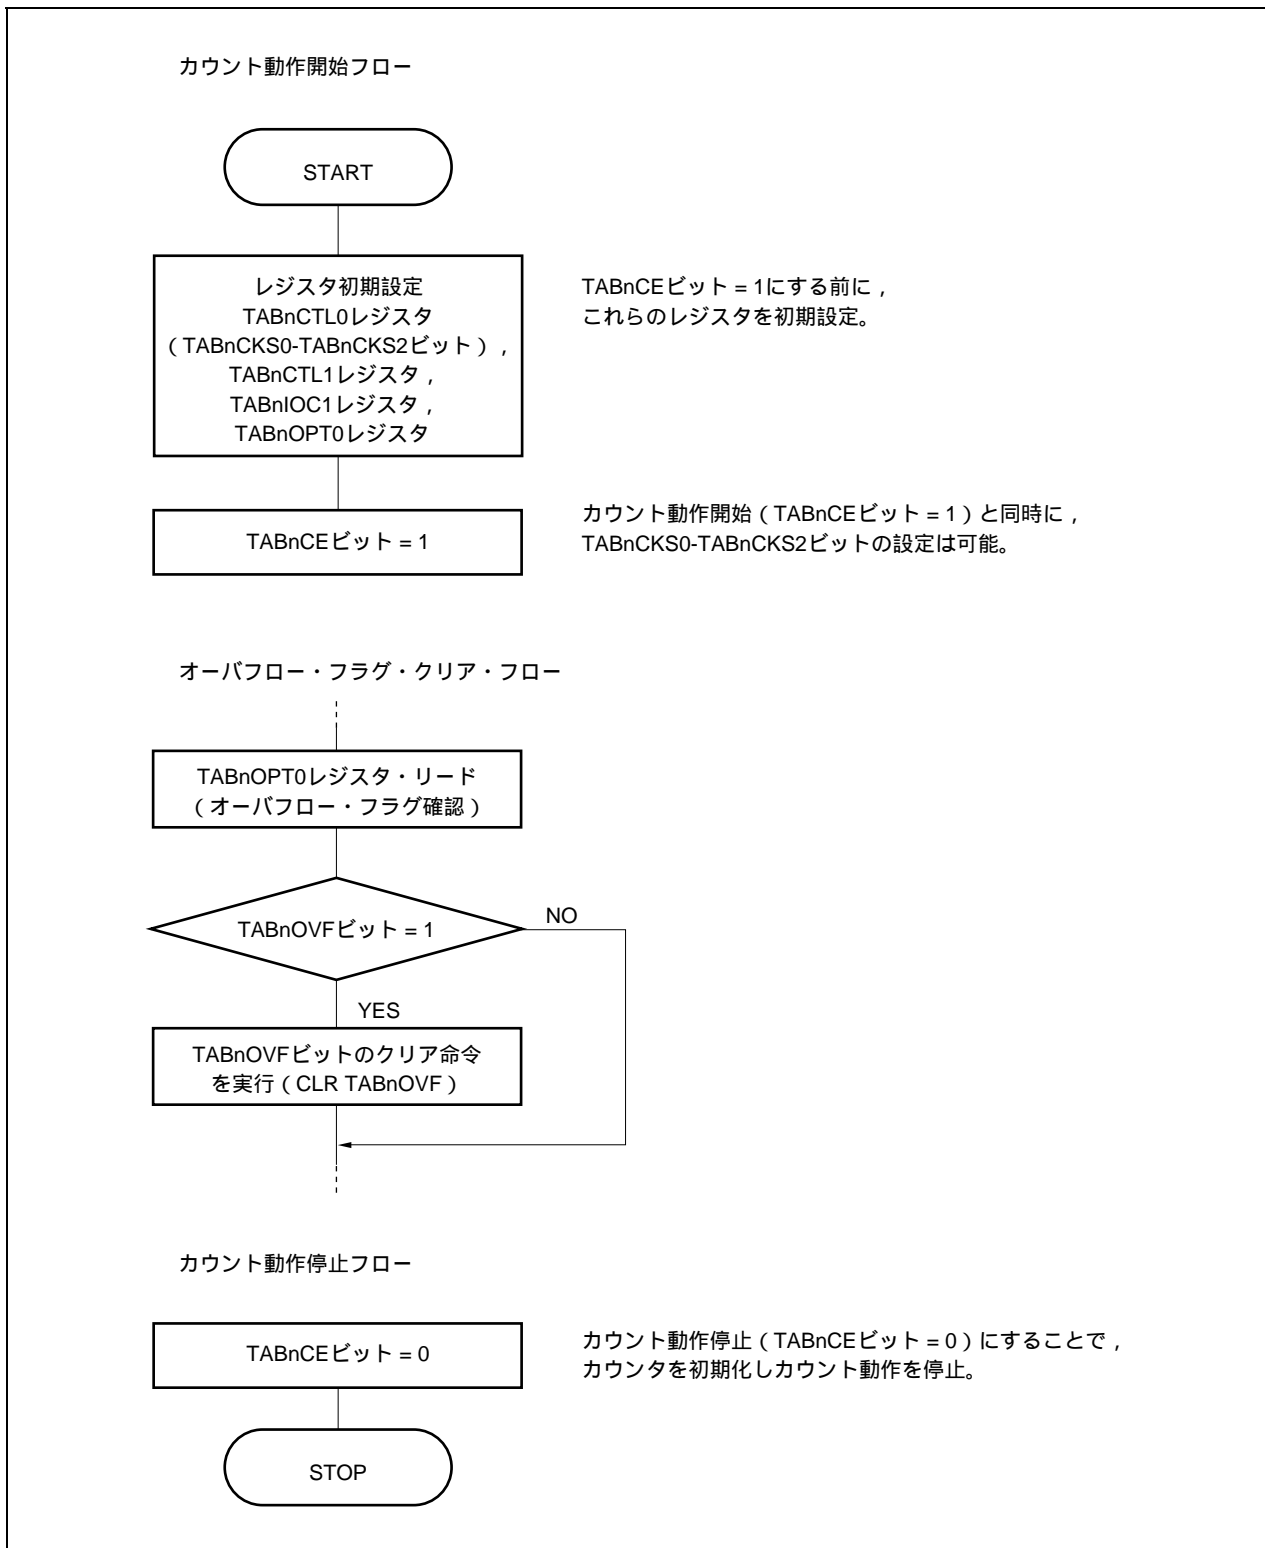 カウント動作開始フロー
START
レジスタ初期設定
TABnCTL0レジスタ
（TABnCKS0-TABnCKS2ビット），
TABnCTL1レジスタ，
TABnIOC1レジスタ，
TABnOPT0レジスタ
TABnCEビット = 1にする前に，
これらのレジスタを初期設定。
TABnCEビット = 1
カウント動作開始（TABnCEビット = 1）と同時に，
TABnCKS0-TABnCKS2ビットの設定は可能。
オーバフロー・フラグ・クリア・フロー
TABnOPT0レジスタ・リード
（オーバフロー・フラグ確認）
TABnOVFビット = 1
NO
YES
TABnOVFビットのクリア命令
を実行（CLR TABnOVF）
カウント動作停止フロー
TABnCEビット = 0
カウント動作停止（TABnCEビット = 0）にすることで，
カウンタを初期化しカウント動作を停止。
STOP